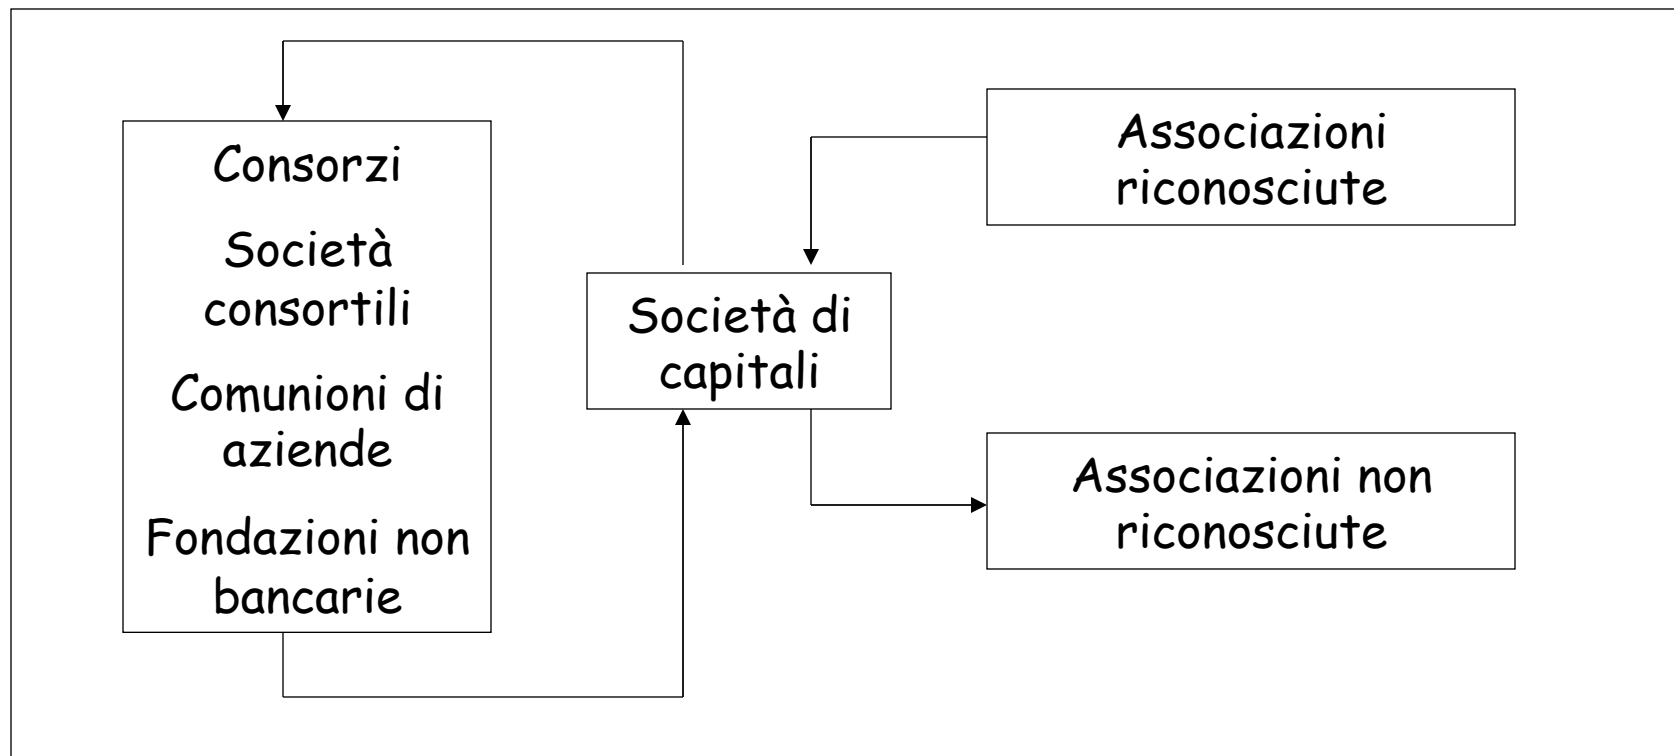 Consorzi
Società
consortili
Comunioni di
aziende
Fondazioni non
bancarie
Società di
capitali
Associazioni
riconosciute
Associazioni non
riconosciute